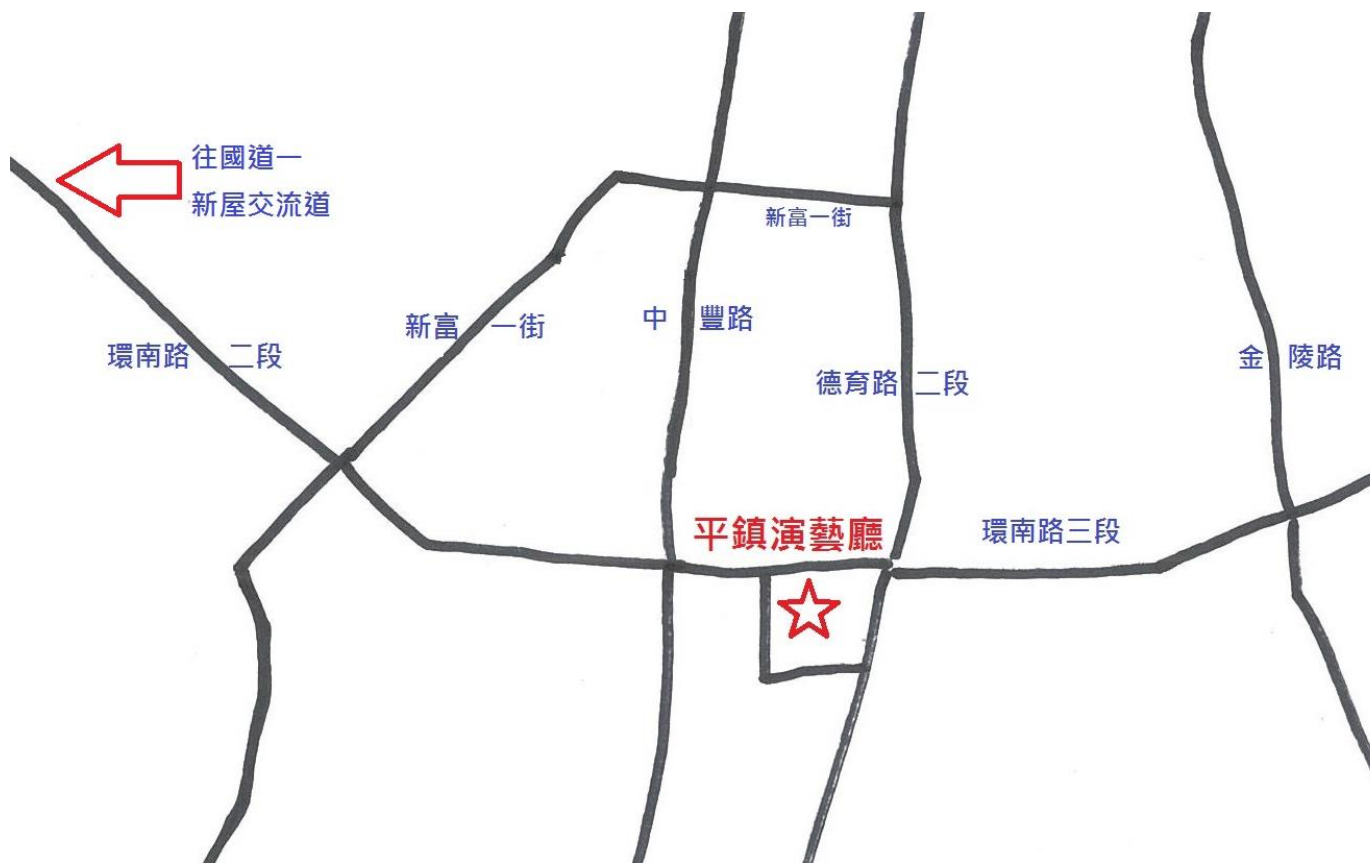 往國道一
新屋交流道
新富一街
環南路 二段
新富 一街
中 豐路
德育路 二段
金 陵路
平鎮演藝廳
環南路三段